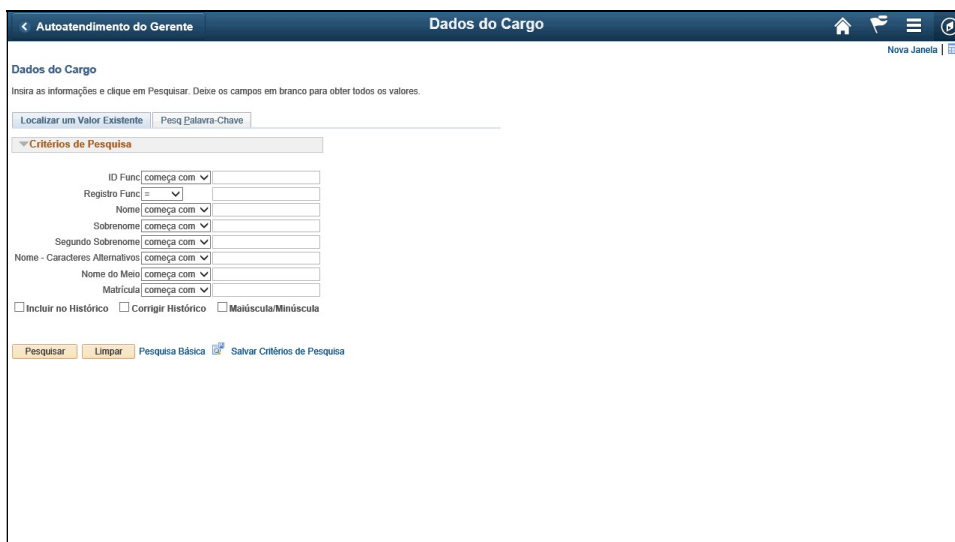 Autoatendimento do Gerente
Dados do Cargo
Nova Janela |
Dados do Cargo
Insira as informações e clique em Pesquisar. Deixe os campos em branco para obter todos os valores.
Localizar um Valor Existente Pesq Palavra-Chave
Critérios de Pesquisa
ID Func começa com
Registro Func =
Nome começa com
Sobrenome começa com
Segundo Sobrenome começa com
Nome - Caracteres Alternativos começa com
Nome do Meio começa com
Matrícula começa com
Incluir no Histórico Corrigir Histórico Maiúscula/Minúscula
Pesquisar Limpar Pesquisa Básica Salvar Critérios de Pesquisa